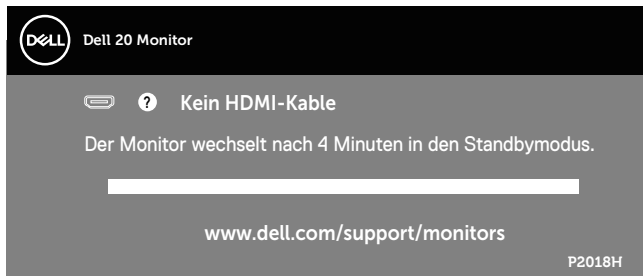 DELL
Dell 20 Monitor
? Kein HDMI-Kable
Der Monitor wechselt nach 4 Minuten in den Standbymodus.
www.dell.com/support/monitors
P2018H